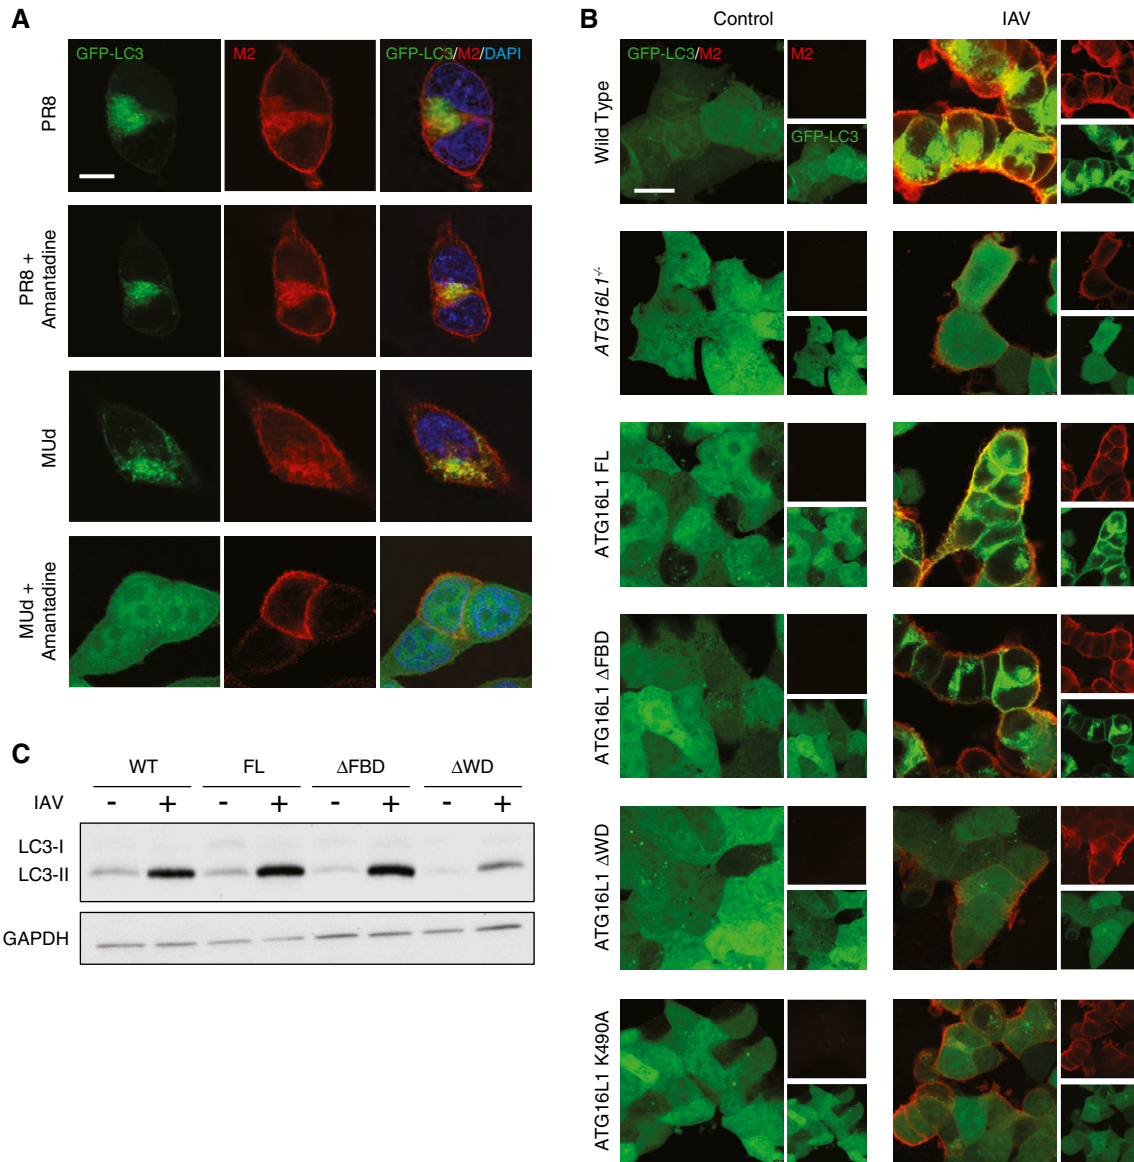 A
GFP-LC3
M2
GFP-LC3/M2/DAPI
PR8
PR8 +
Amantadine
MUd
MUd +
Amantadine
B
Control
IAV
GFP-LC3/M2
M2
GFP-LC3
Wild Type
ATG16L1-/-
ATG16L1 FL
ATG16L1 ΔFBD
ATG16L1 ΔWD
ATG16L1 K490A
C
WT
FL
ΔFBD
ΔWD
IAV
- + - + - + - +
LC3-I
LC3-II
GAPDH